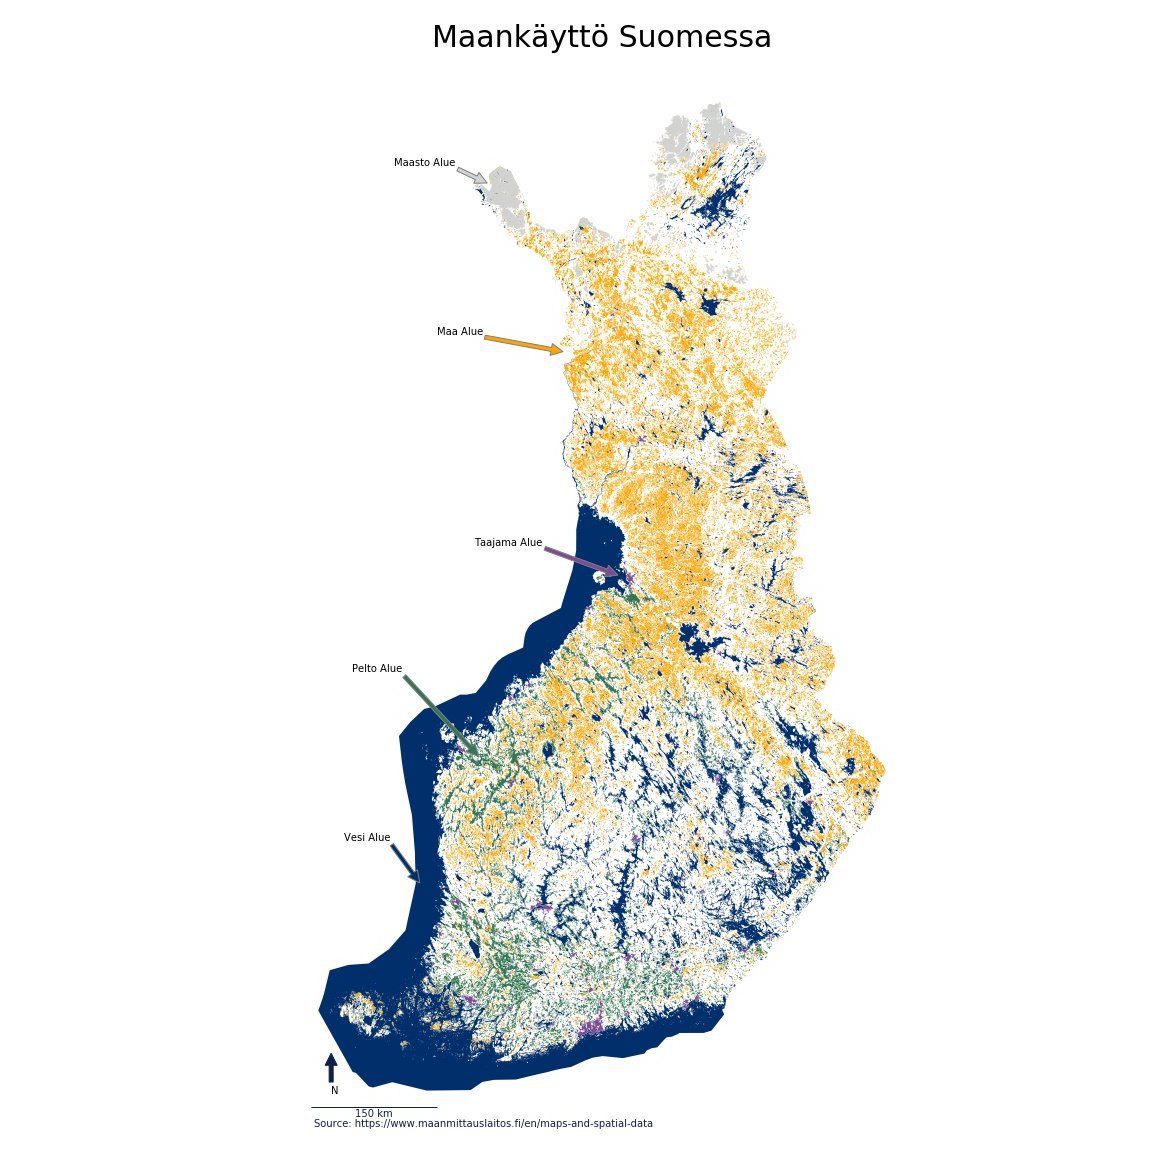 Maankäyttö Suomessa
Maasto Alue
Maa Alue
Taajama Alue
Pelto Alue
Vesi Alue
N
150 km
Source: https://www.maanmittauslaitos.fi/en/maps-and-spatial-data